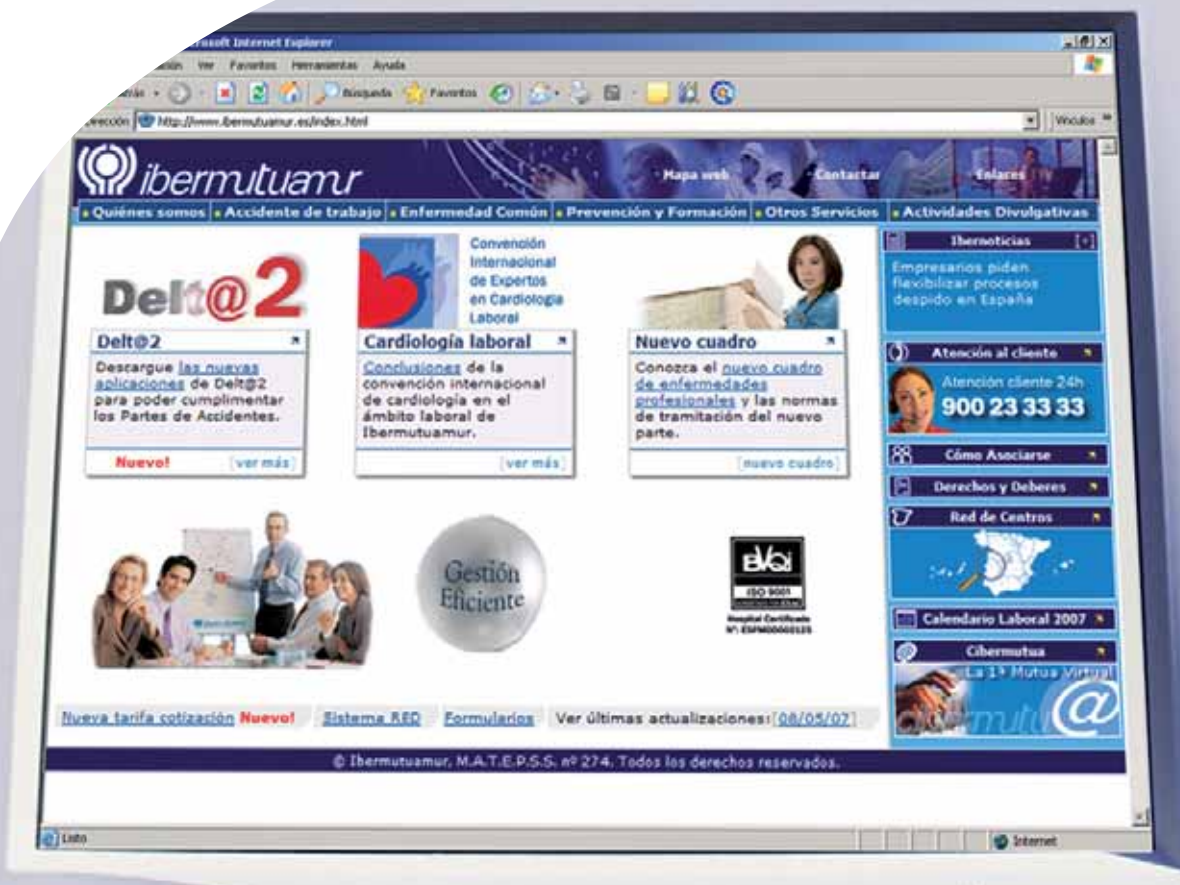 rosoft Internet Explorer
Ver Favoritos Herramientas Ayuda
Búsqueda Favoritos
http://www.ibermutuamur.es/index.html
Vínculos
ibermutuamur
Mapa web
Contactar
Enlaces
Quiénes somos Accidente de trabajo Enfermedad Común Prevención y Formación Otros Servicios Actividades Divulgativas
Delt@2
Convención
Internacional
de Expertos
en Cardiología
Laboral
Delt@2
Descargue las nuevas
aplicaciones de Delt@2
para poder cumplimentar
los Partes de Accidentes.
Nuevo! [ver más]
Cardiología laboral
Conclusiones de la
convención internacional
de cardiología en el
ámbito laboral de
Ibermutuamur.
[ver más]
Nuevo cuadro
Conozca el nuevo cuadro
de enfermedades
profesionales y las normas
de tramitación del nuevo
parte.
[nuevo cuadro]
Ibernoticias [+]
Empresarios piden
flexibilizar procesos
despido en España
Atención al cliente
Atención cliente 24h
900 23 33 33
Cómo Asociarse
Derechos y Deberes
Red de Centros
Calendario Laboral 2007
Cibermutua
La 1ª Mutua Virtual
Gestión
Eficiente
BVQi
ISO 9001
Hospital Certificado
Nueva tarifa cotización Nuevo! Sistema RED Formularios Ver últimas actualizaciones:[08/05/07]
© Ibermutuamur, M.A.T.E.P.S.S. nº 274. Todos los derechos reservados.
Listo
Internet